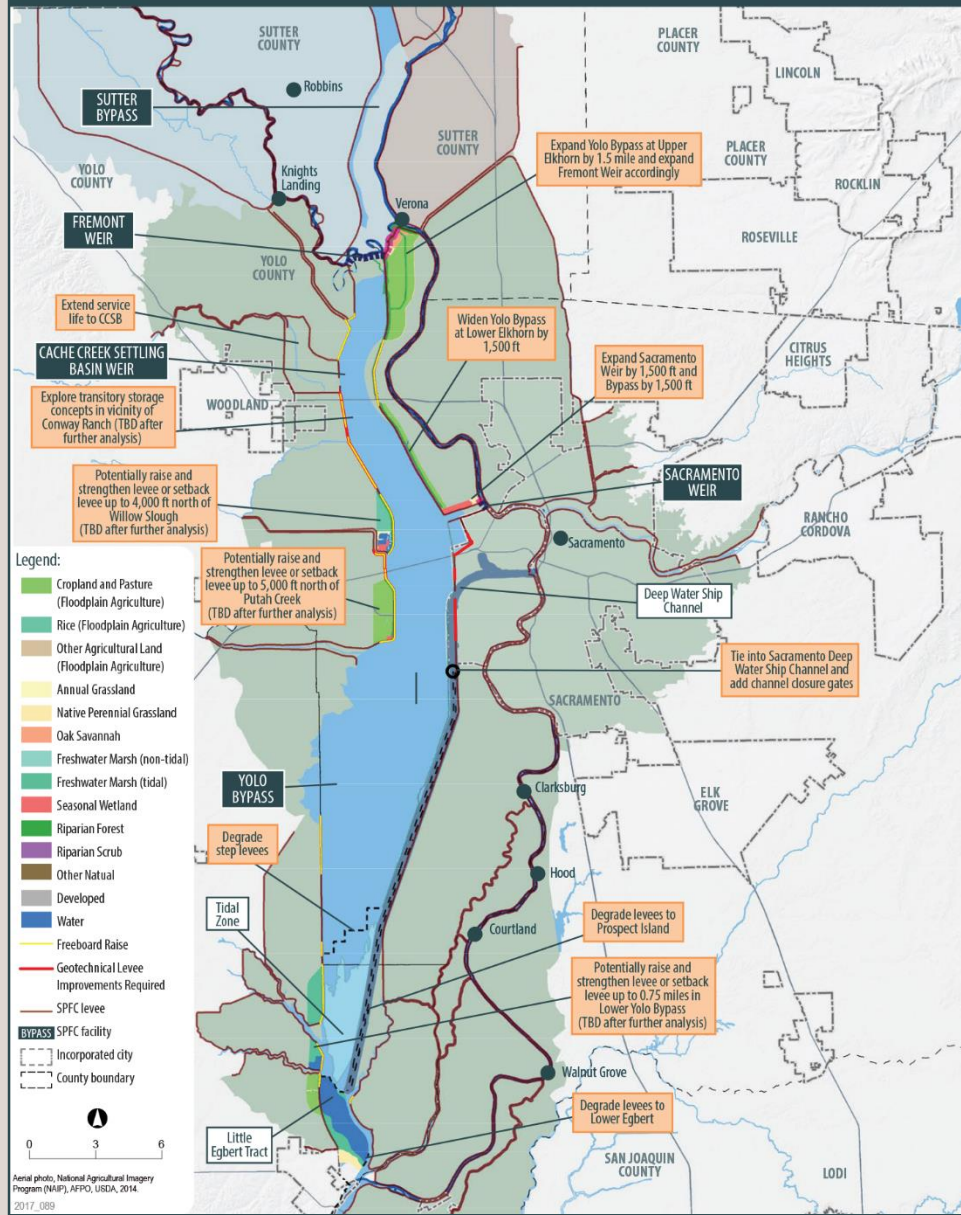 SUTTER
COUNTY
PLACER
COUNTY
LINCOLN
Robbins
SUTTER
BYPASS
SUTTER
COUNTY
Expand Yolo Bypass at Upper
Elkhorn by 1.5 mile and expand
Fremont Weir accordingly
PLACER
COUNTY
YOLO
COUNTY
Knights
Landing
ROCKLIN
Verona
FREMONT
WEIR
ROSEVILLE
YOLO
COUNTY
Extend service
life to CCSB
Widen Yolo Bypass
at Lower Elkhorn by
1,500 ft
CACHE CREEK SETTLING
BASIN WEIR
Expand Sacramento
Weir by 1,500 ft and
Bypass by 1,500 ft
CITRUS
HEIGHTS
Explore transitory storage
concepts in vicinity of
Conway Ranch (TBD after
further analysis)
WOODLAND
Potentially raise and
strengthen levee or setback
levee up to 4,000 ft north of
Willow Slough
(TBD after further analysis)
SACRAMENTO
WEIR
RANCHO
CORDOVA
Sacramento
Legend:
Cropland and Pasture
(Floodplain Agriculture)
Rice (Floodplain Agriculture)
Other Agricultural Land
(Floodplain Agriculture)
Annual Grassland
Native Perennial Grassland
Oak Savannah
Freshwater Marsh (non-tidal)
Freshwater Marsh (tidal)
Seasonal Wetland
Riparian Forest
Riparian Scrub
Other Natual
Developed
Water
Freeboard Raise
Geotechnical Levee
Improvements Required
SPFC levee
BYPASS SPFC facility
Incorporated city
County boundary
0 3 6
Aerial photo, National Agricultural Imagery
Program (NAIP), AFPO, USDA, 2014.
2017_089
Potentially raise and
strengthen levee or setback
levee up to 5,000 ft north of
Putah Creek
(TBD after further analysis)
Deep Water Ship
Channel
Tie into Sacramento Deep
Water Ship Channel and
add channel closure gates
SACRAMENTO
YOLO
BYPASS
Clarksburg
ELK
GROVE
Degrade
step levees
Hood
Tidal
Zone
Courtland
Degrade levees to
Prospect Island
Potentially raise and
strengthen levee or setback
levee up to 0.75 miles in
Lower Yolo Bypass
(TBD after further analysis)
Walnut Grove
Degrade levees to
Lower Egbert
Little
Egbert Tract
SAN JOAQUIN
COUNTY
LODI